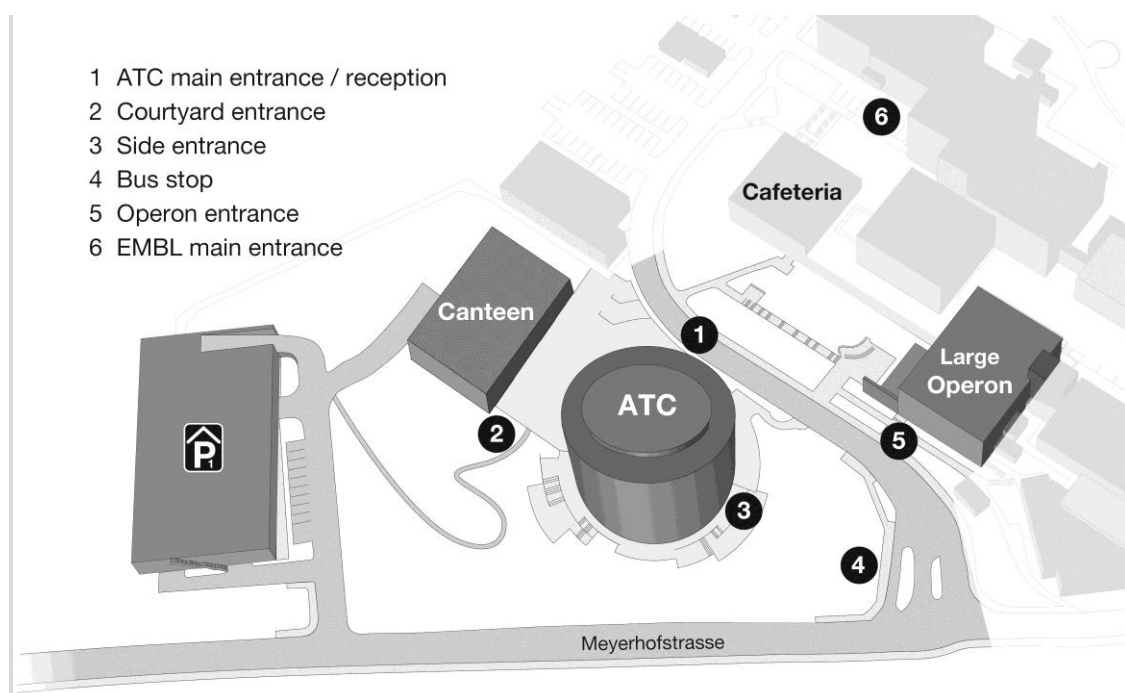 1 ATC main entrance / reception
2 Courtyard entrance
3 Side entrance
4 Bus stop
5 Operon entrance
6 EMBL main entrance
6
Cafeteria
Canteen
1
Large
Operon
ATC
2
5
P1
3
4
Meyerhofstrasse